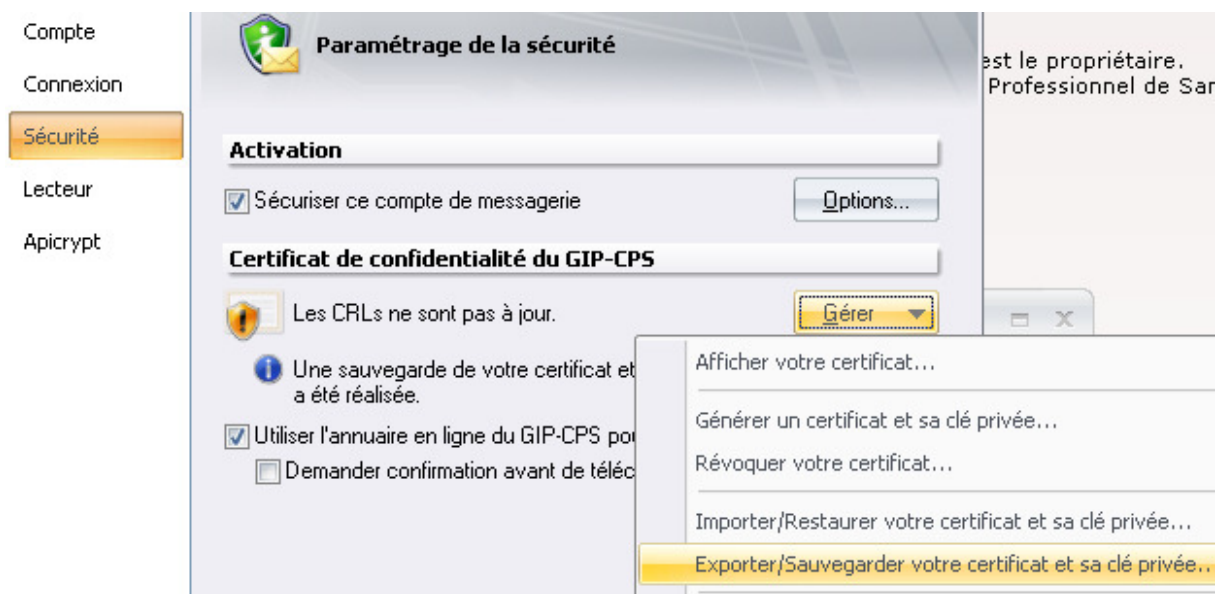 Compte
Connexion
Sécurité
Lecteur
Apicrypt
Paramétrage de la sécurité
est le propriétaire.
Professionnel de
Activation
Sécuriser ce compte de messagerie
Options...
Certificat de confidentialité du GIP-CPS
Les CRLs ne sont pas à jour.
Gérer
Une sauvegarde de votre certificat et
a été réalisée.
Utiliser l'annuaire en ligne du GIP-CPS
Demander confirmation avant de
Afficher votre certificat...
Générer un certificat et sa clé privée...
Révoquer votre certificat...
Importer/Restaurer votre certificat et sa clé privée...
Exporter/Sauvegarder votre certificat et sa clé privée..